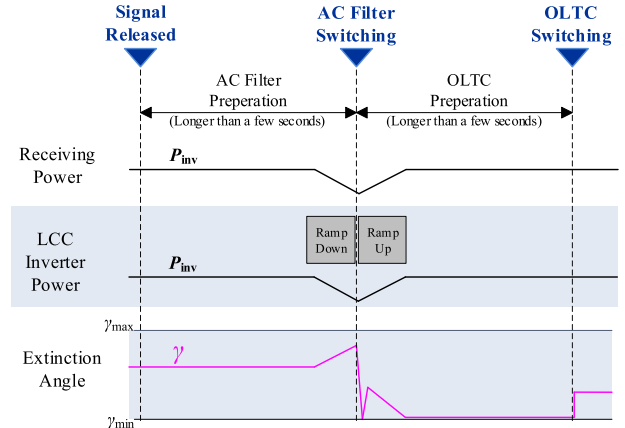 Signal
Released
AC Filter
Switching
OLTC
Switching
AC Filter
Preperation
(Longer than a few seconds)
OLTC
Preperation
(Longer than a few seconds)
Receiving
Power
Pinv
LCC
Inverter
Power
Ramp
Down
Ramp
Up
Pinv
γmax
Extinction
Angle
γ
γmin